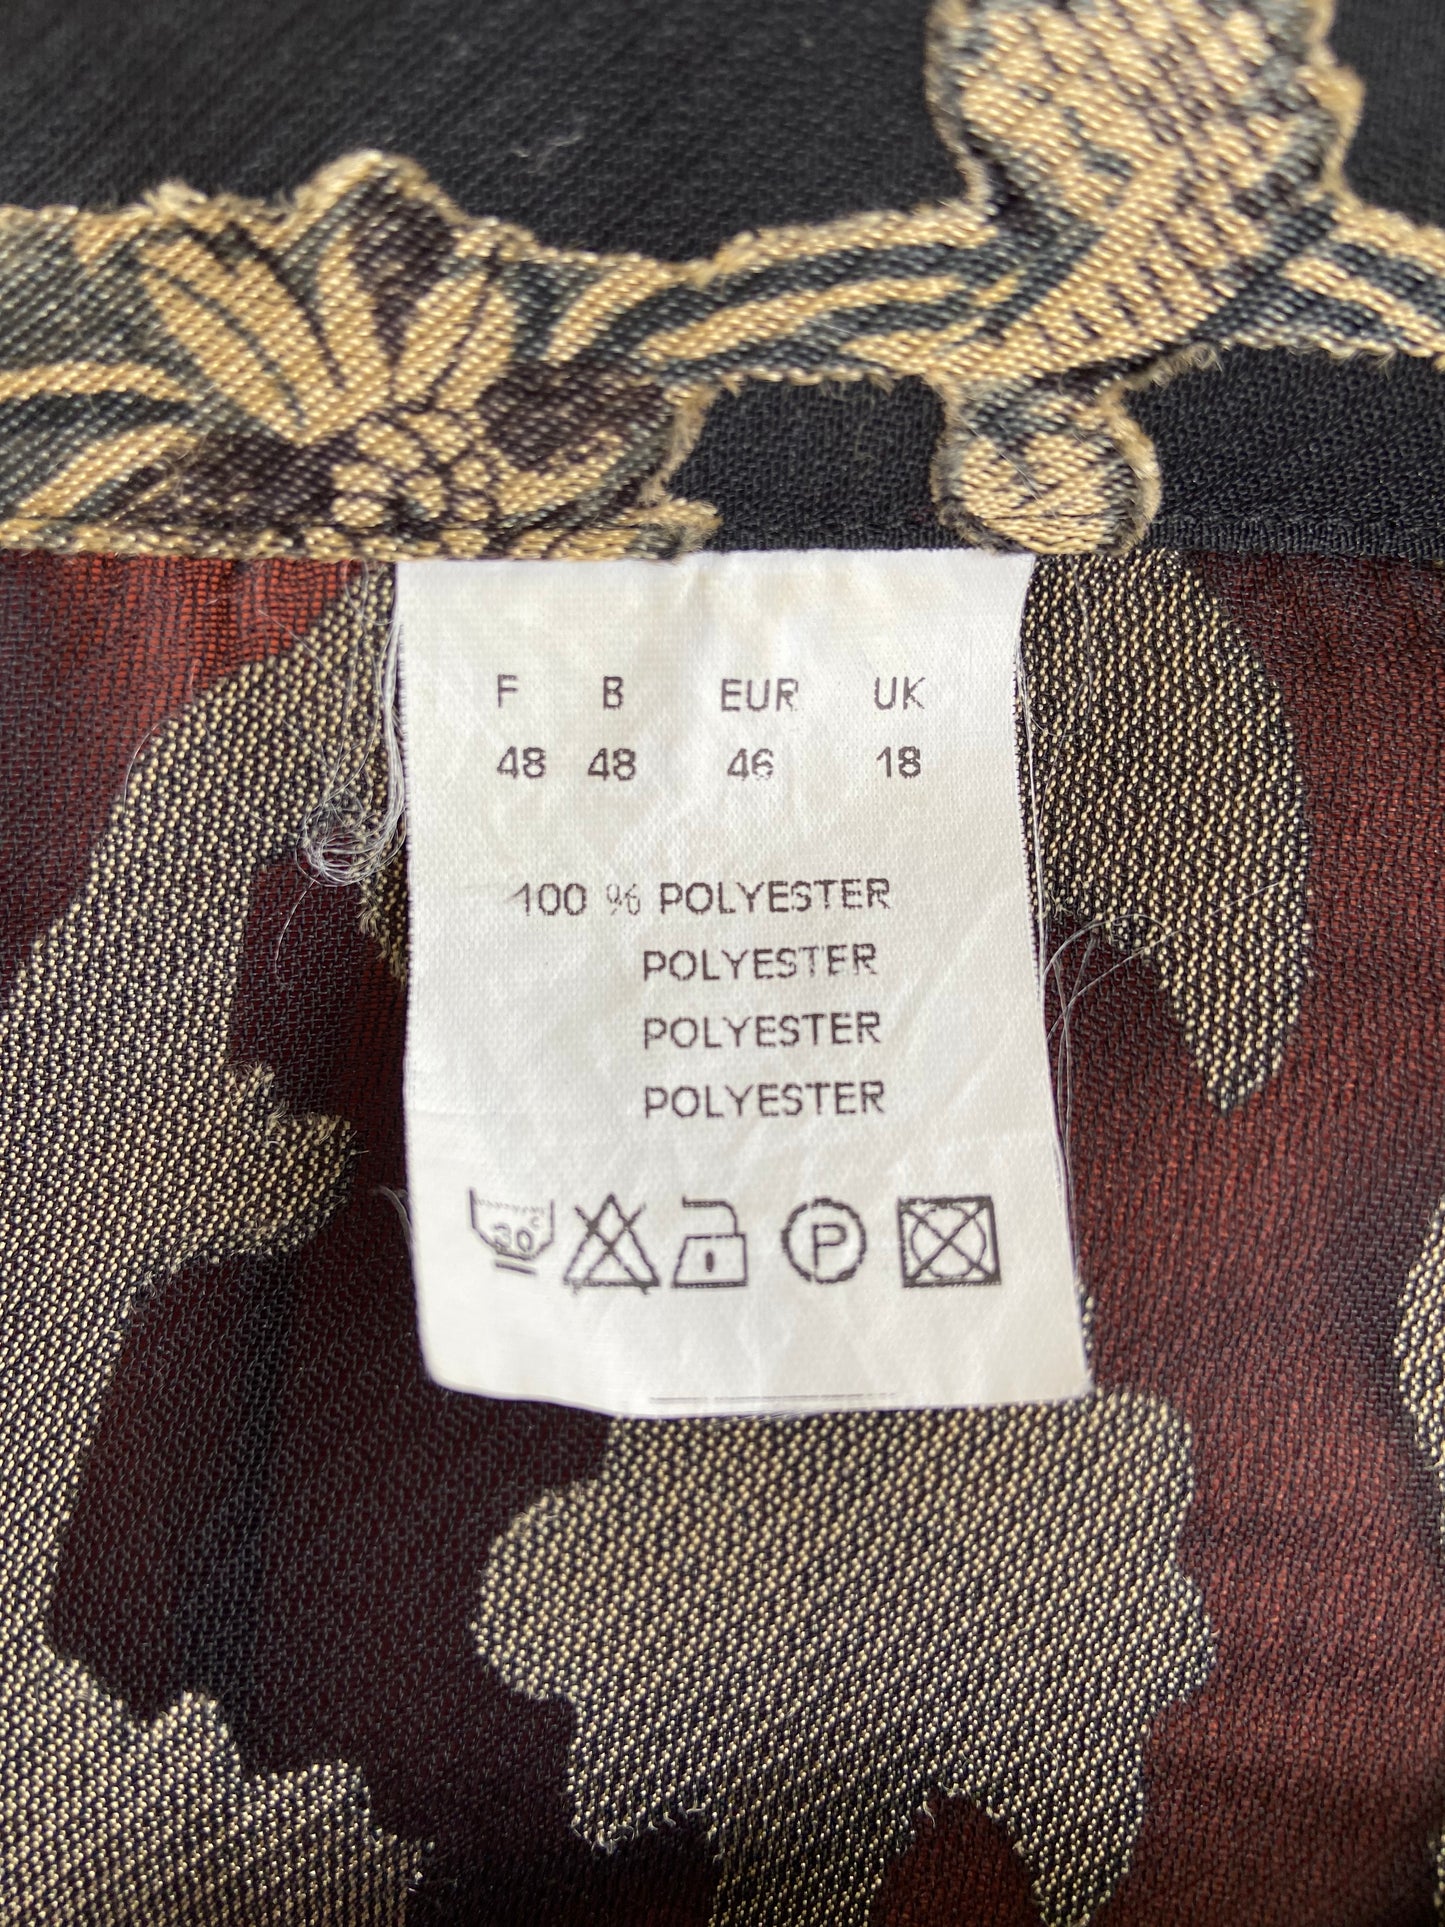 F B EUR UK
48 48 46 18
100 % POLYESTER
POLYESTER
POLYESTER
POLYESTER
30 C P